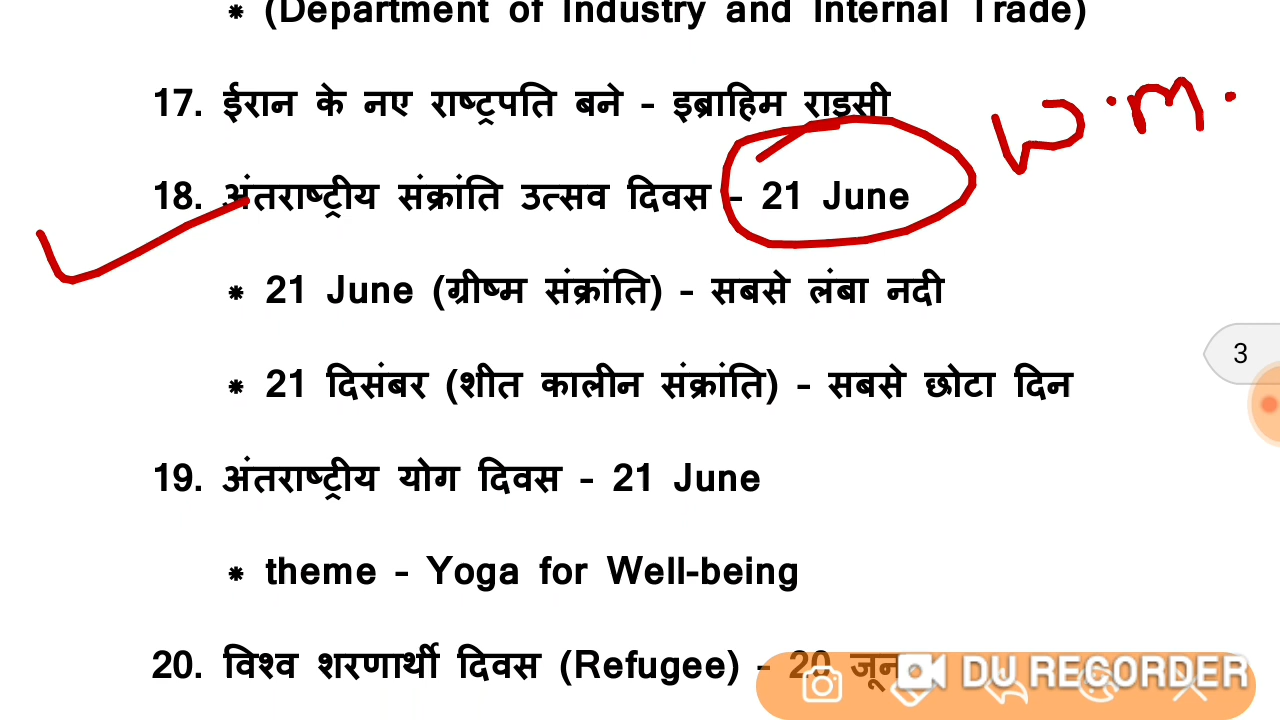 * (Department of Industry and Internal Trade)
17. ईरान के नए राष्ट्रपति बने - इब्राहिम राइसी
W.M.
18. अंतराष्ट्रीय संक्रांति उत्सव दिवस - 21 June
* 21 June (ग्रीष्म संक्रांति) - सबसे लंबा नदी
3
* 21 दिसंबर (शीत कालीन संक्रांति) - सबसे छोटा दिन
19. अंतराष्ट्रीय योग दिवस - 21 June
* theme - Yoga for Well-being
20. विश्व शरणार्थी दिवस (Refugee) - 20 जून
DU RECORDER